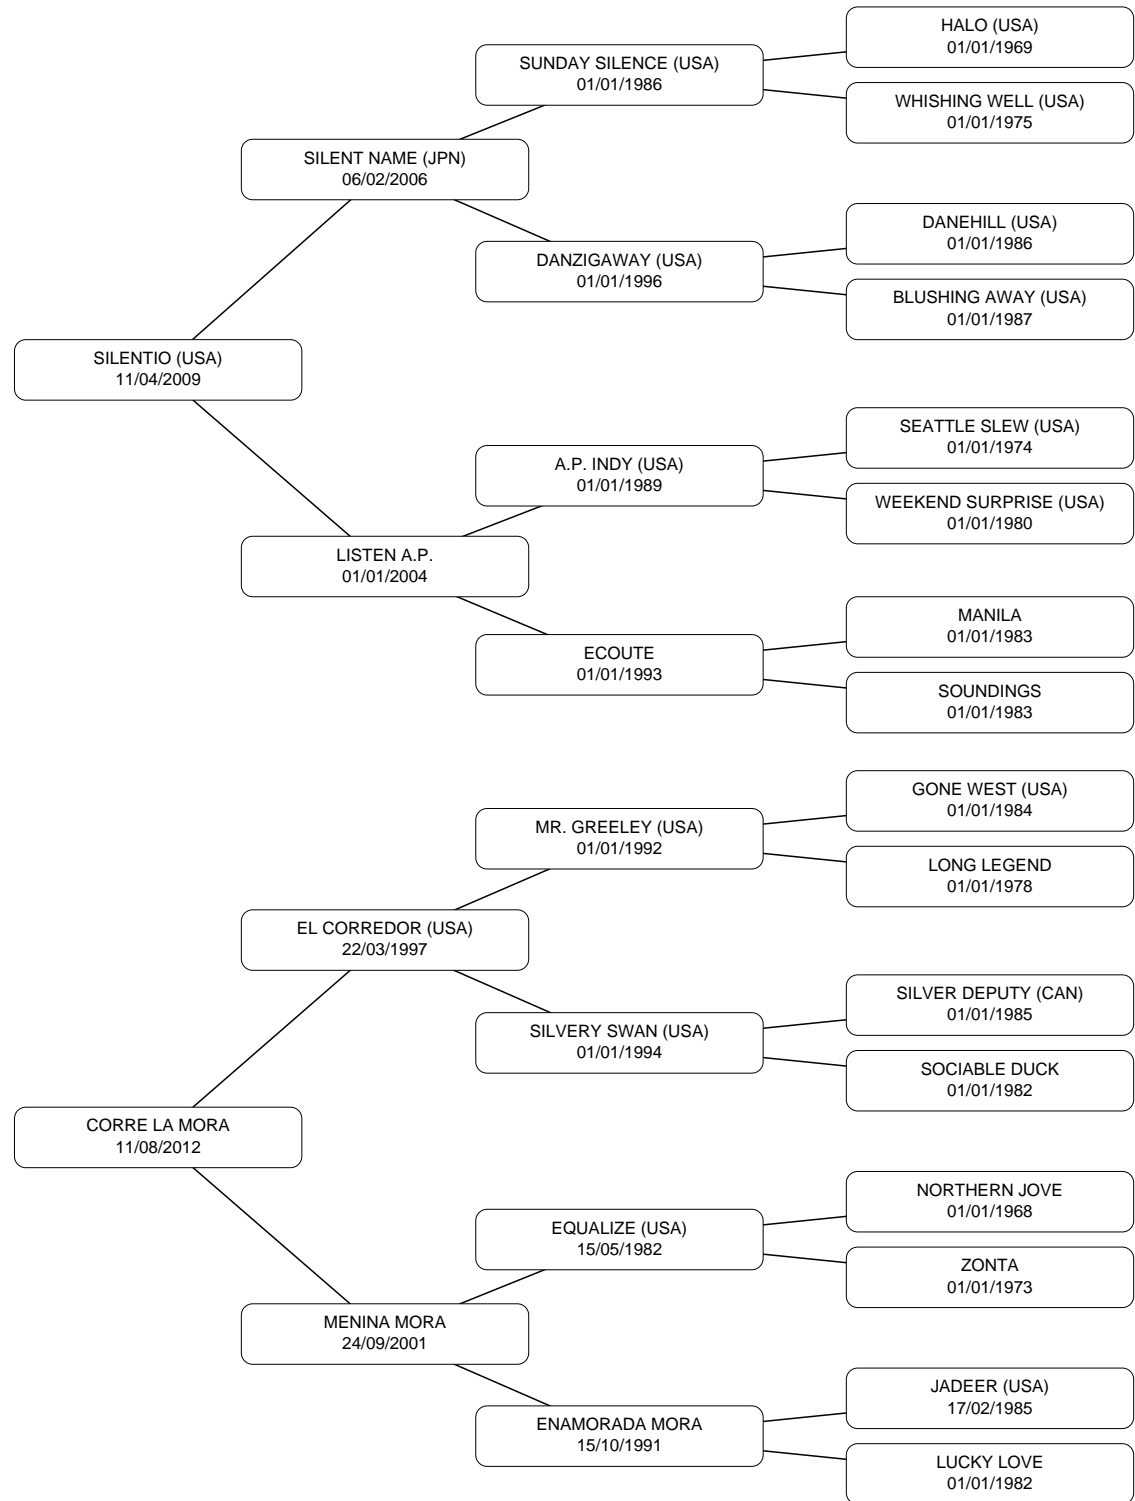 HALO (USA)
01/01/1969
SUNDAY SILENCE (USA)
01/01/1986
WHISHING WELL (USA)
01/01/1975
SILENT NAME (JPN)
06/02/2006
DANEHILL (USA)
01/01/1986
DANZIGAWAY (USA)
01/01/1996
BLUSHING AWAY (USA)
01/01/1987
SILENTIO (USA)
11/04/2009
SEATTLE SLEW (USA)
01/01/1974
A.P. INDY (USA)
01/01/1989
WEEKEND SURPRISE (USA)
01/01/1980
LISTEN A.P.
01/01/2004
MANILA
01/01/1983
ECOUTE
01/01/1993
SOUNDINGS
01/01/1983
GONE WEST (USA)
01/01/1984
MR. GREELEY (USA)
01/01/1992
LONG LEGEND
01/01/1978
EL CORREDOR (USA)
22/03/1997
SILVER DEPUTY (CAN)
01/01/1985
SILVERY SWAN (USA)
01/01/1994
SOCIABLE DUCK
01/01/1982
CORRE LA MORA
11/08/2012
NORTHERN JOVE
01/01/1968
EQUALIZE (USA)
15/05/1982
ZONTA
01/01/1973
MENINA MORA
24/09/2001
JADEER (USA)
17/02/1985
ENAMORADA MORA
15/10/1991
LUCKY LOVE
01/01/1982